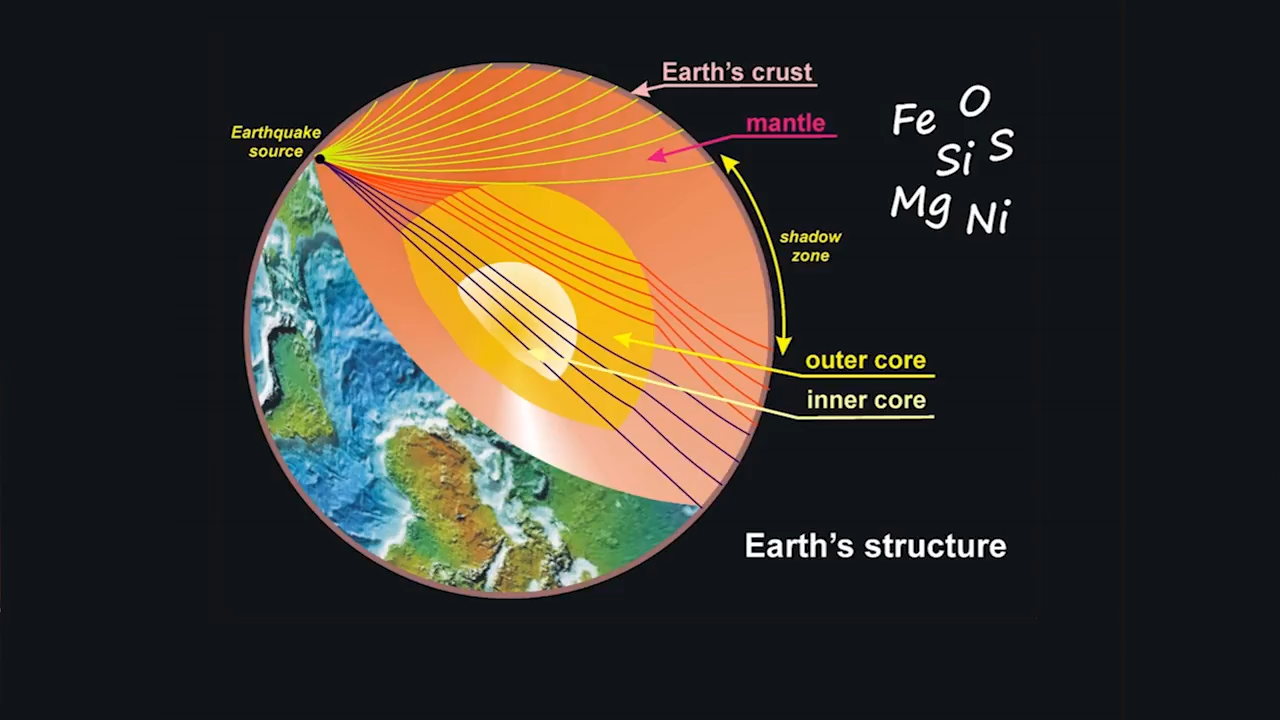 Earth's crust
mantle
Earthquake
source
Fe O
Si S
Mg Ni
shadow
zone
outer core
inner core
Earth's structure